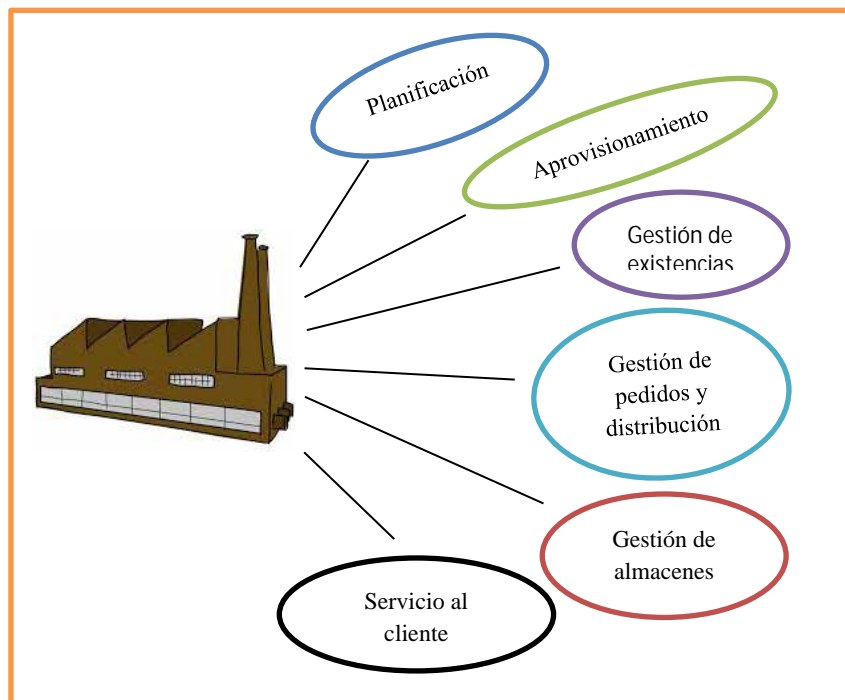 Planificación
Aprovisionamiento
Gestión de
existencias
Gestión de
pedidos y
distribución
Gestión de
almacenes
Servicio al
cliente